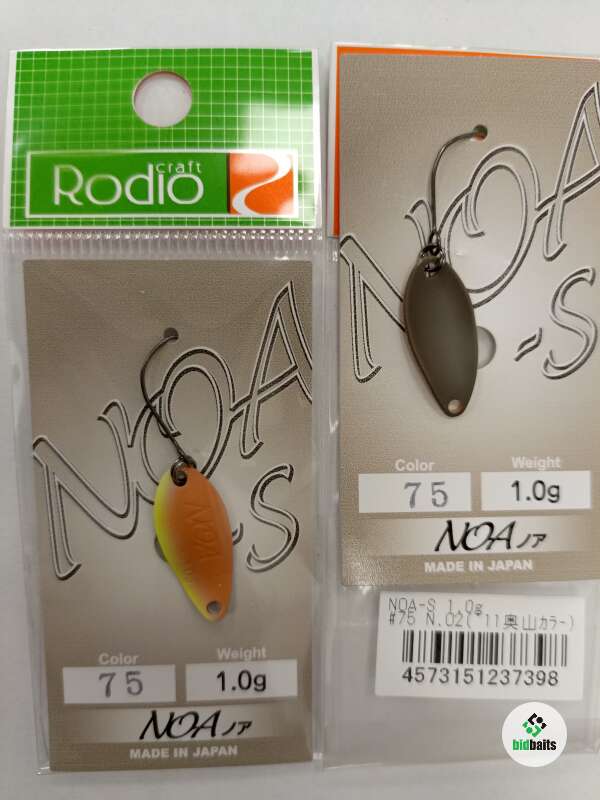 craft
Rodio
NOA
-S
NOA
Color
Weight
75
1.0g
NOAノア
MADE IN JAPAN
NOA
-S
Color
Weight
75
1.0g
NOAノア
MADE IN JAPAN
NOA-S 1.0g
#75 N.02('11奥山ｶﾗｰ)
4573151237398
bidbaits